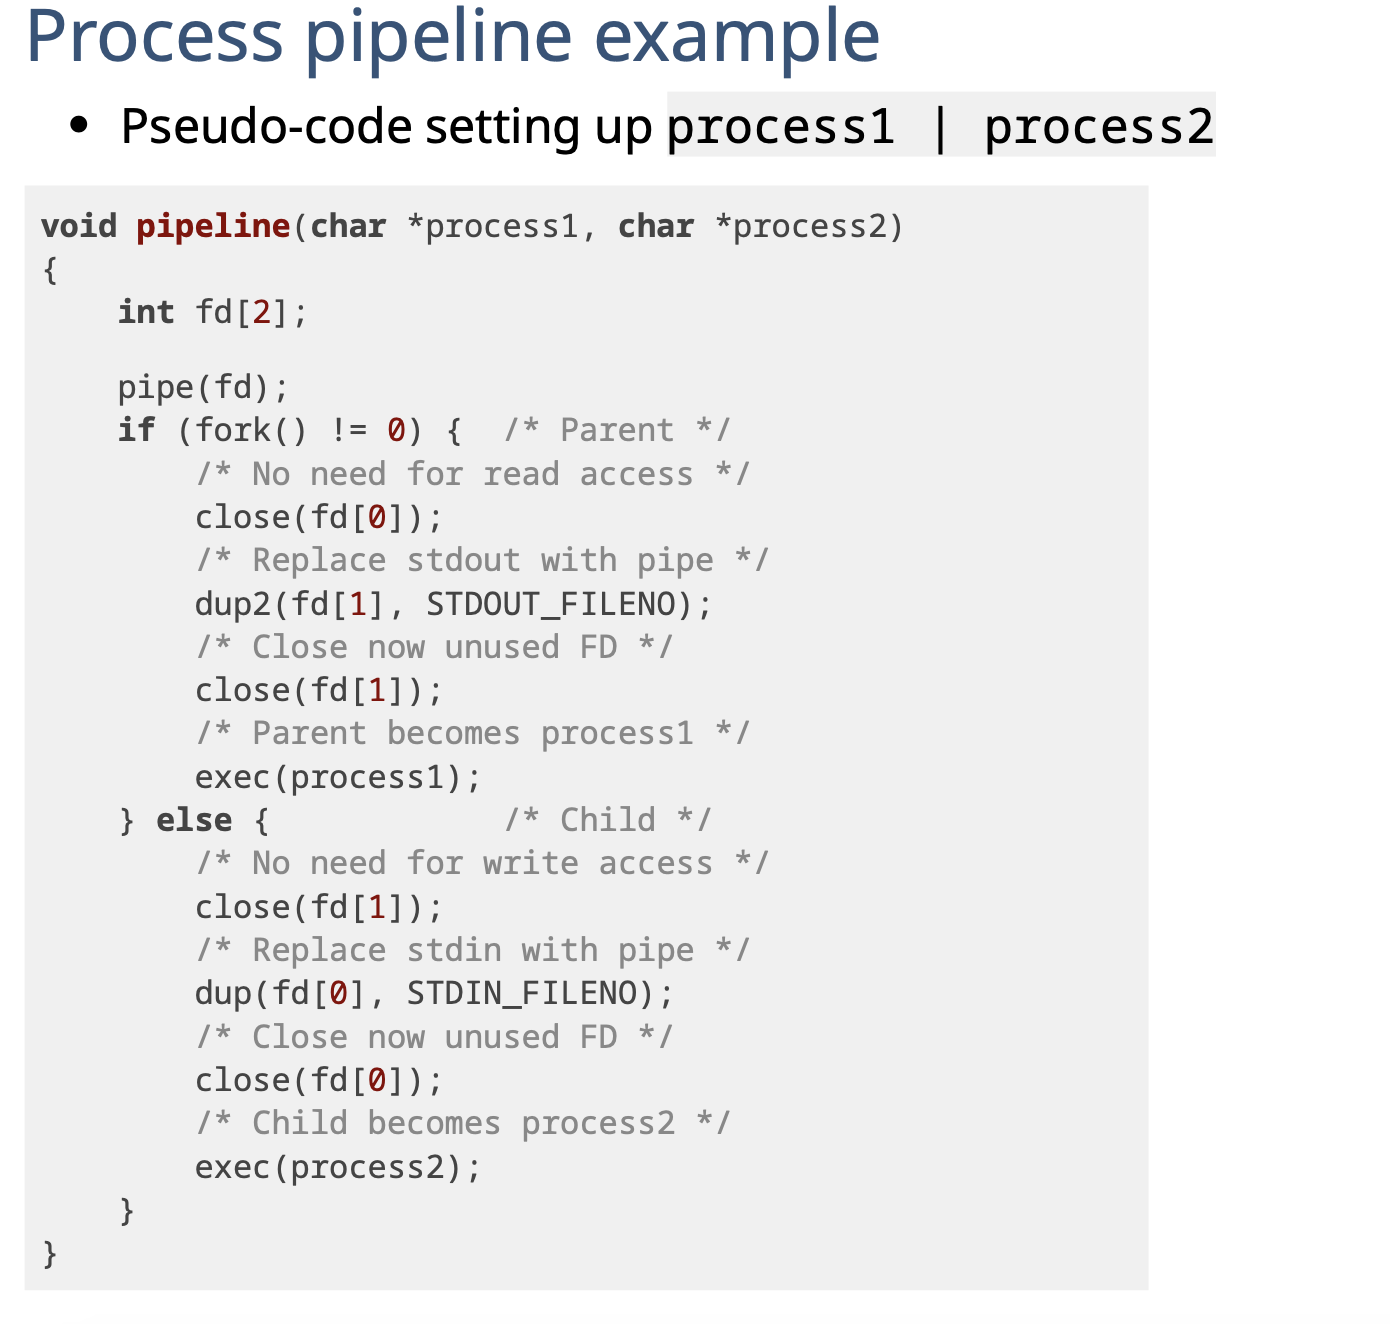 Process pipeline example
• Pseudo-code setting up process1 | process2
void pipeline(char *process1, char *process2)
{
    int fd[2];

    pipe(fd);
    if (fork() != 0) {  /* Parent */
        /* No need for read access */
        close(fd[0]);
        /* Replace stdout with pipe */
        dup2(fd[1], STDOUT_FILENO);
        /* Close now unused FD */
        close(fd[1]);
        /* Parent becomes process1 */
        exec(process1);
    } else {            /* Child */
        /* No need for write access */
        close(fd[1]);
        /* Replace stdin with pipe */
        dup(fd[0], STDIN_FILENO);
        /* Close now unused FD */
        close(fd[0]);
        /* Child becomes process2 */
        exec(process2);
    }
}